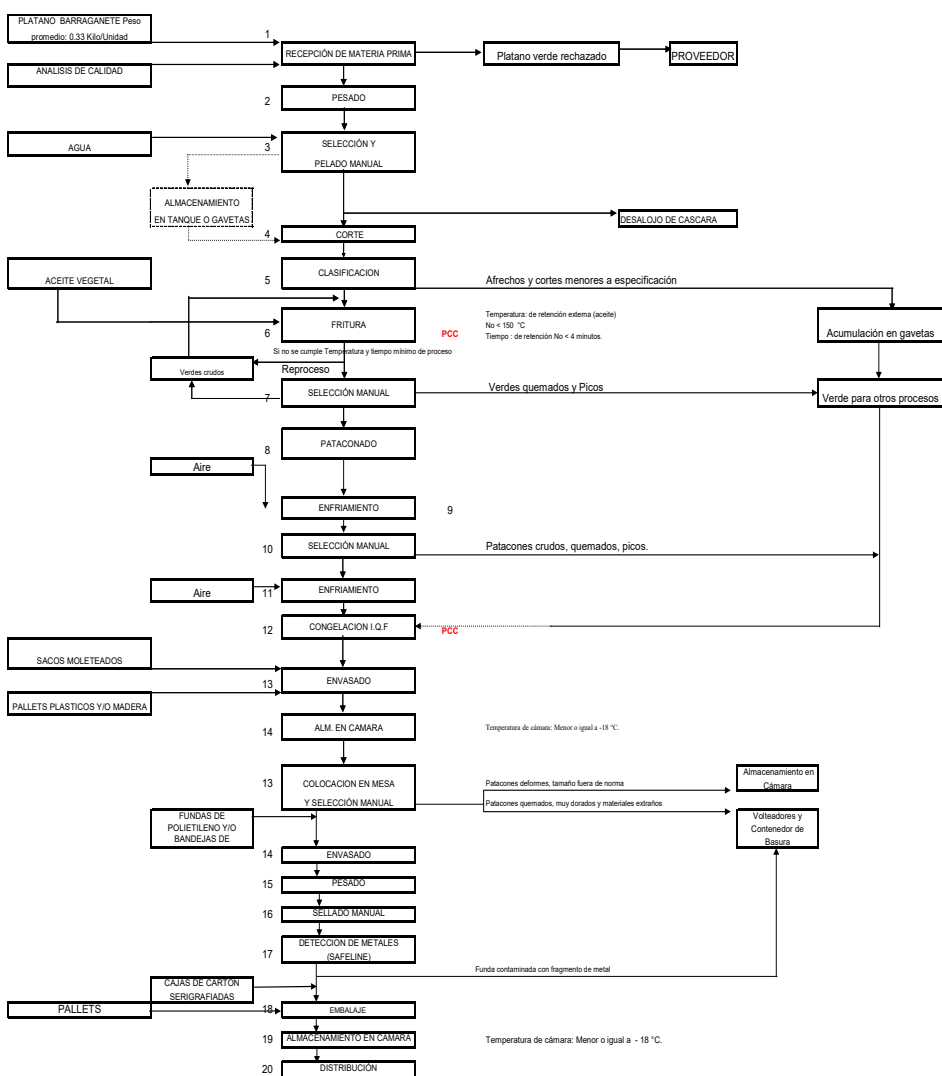 PLATANO BARRAGANETE Peso
promedio: 0.33 Kilo/Unidad
1
RECEPCIÓN DE MATERIA PRIMA
Platano verde rechazado
PROVEEDOR
ANALISIS DE CALIDAD
2
PESADO
AGUA
3
SELECCIÓN Y
PELADO MANUAL
ALMACENAMIENTO
EN TANQUE O GAVETAS
DESALOJO DE CASCARA
4
CORTE
ACEITE VEGETAL
5
CLASIFICACION
Afrechos y cortes menores a especificación
6
FRITURA
PCC
Temperatura: de retención externa (aceite)
No < 150 °C
Tiempo : de retención No < 4 minutos.
Acumulación en gavetas
Si no se cumple Temperatura y tiempo mínimo de proceso
Verdes crudos
Reproceso
7
SELECCIÓN MANUAL
Verdes quemados y Picos
Verde para otros procesos
8
PATACONADO
Aire
ENFRIAMIENTO
9
10
SELECCIÓN MANUAL
Patacones crudos, quemados, picos.
Aire
11
ENFRIAMIENTO
12
CONGELACION I.Q.F
PCC
SACOS MOLETEADOS
13
ENVASADO
PALLETS PLASTICOS Y/O MADERA
14
ALM. EN CAMARA
Temperatura de cámara: Menor o igual a -18 °C.
13
COLOCACION EN MESA
Y SELECCIÓN MANUAL
Patacones deformes, tamaño fuera de norma
Almacenamiento en
Cámara
Patacones quemados, muy dorados y materiales extraños
Volteadores y
Contenedor de
Basura
FUNDAS DE
POLIETILENO Y/O
BANDEJAS DE
14
ENVASADO
15
PESADO
16
SELLADO MANUAL
17
DETECCION DE METALES
(SAFELINE)
Funda contaminada con fragmento de metal
CAJAS DE CARTON
SERIGRAFIADAS
PALLETS
18
EMBALAJE
19
ALMACENAMIENTO EN CAMARA
Temperatura de cámara: Menor o igual a - 18 °C.
20
DISTRIBUCIÓN